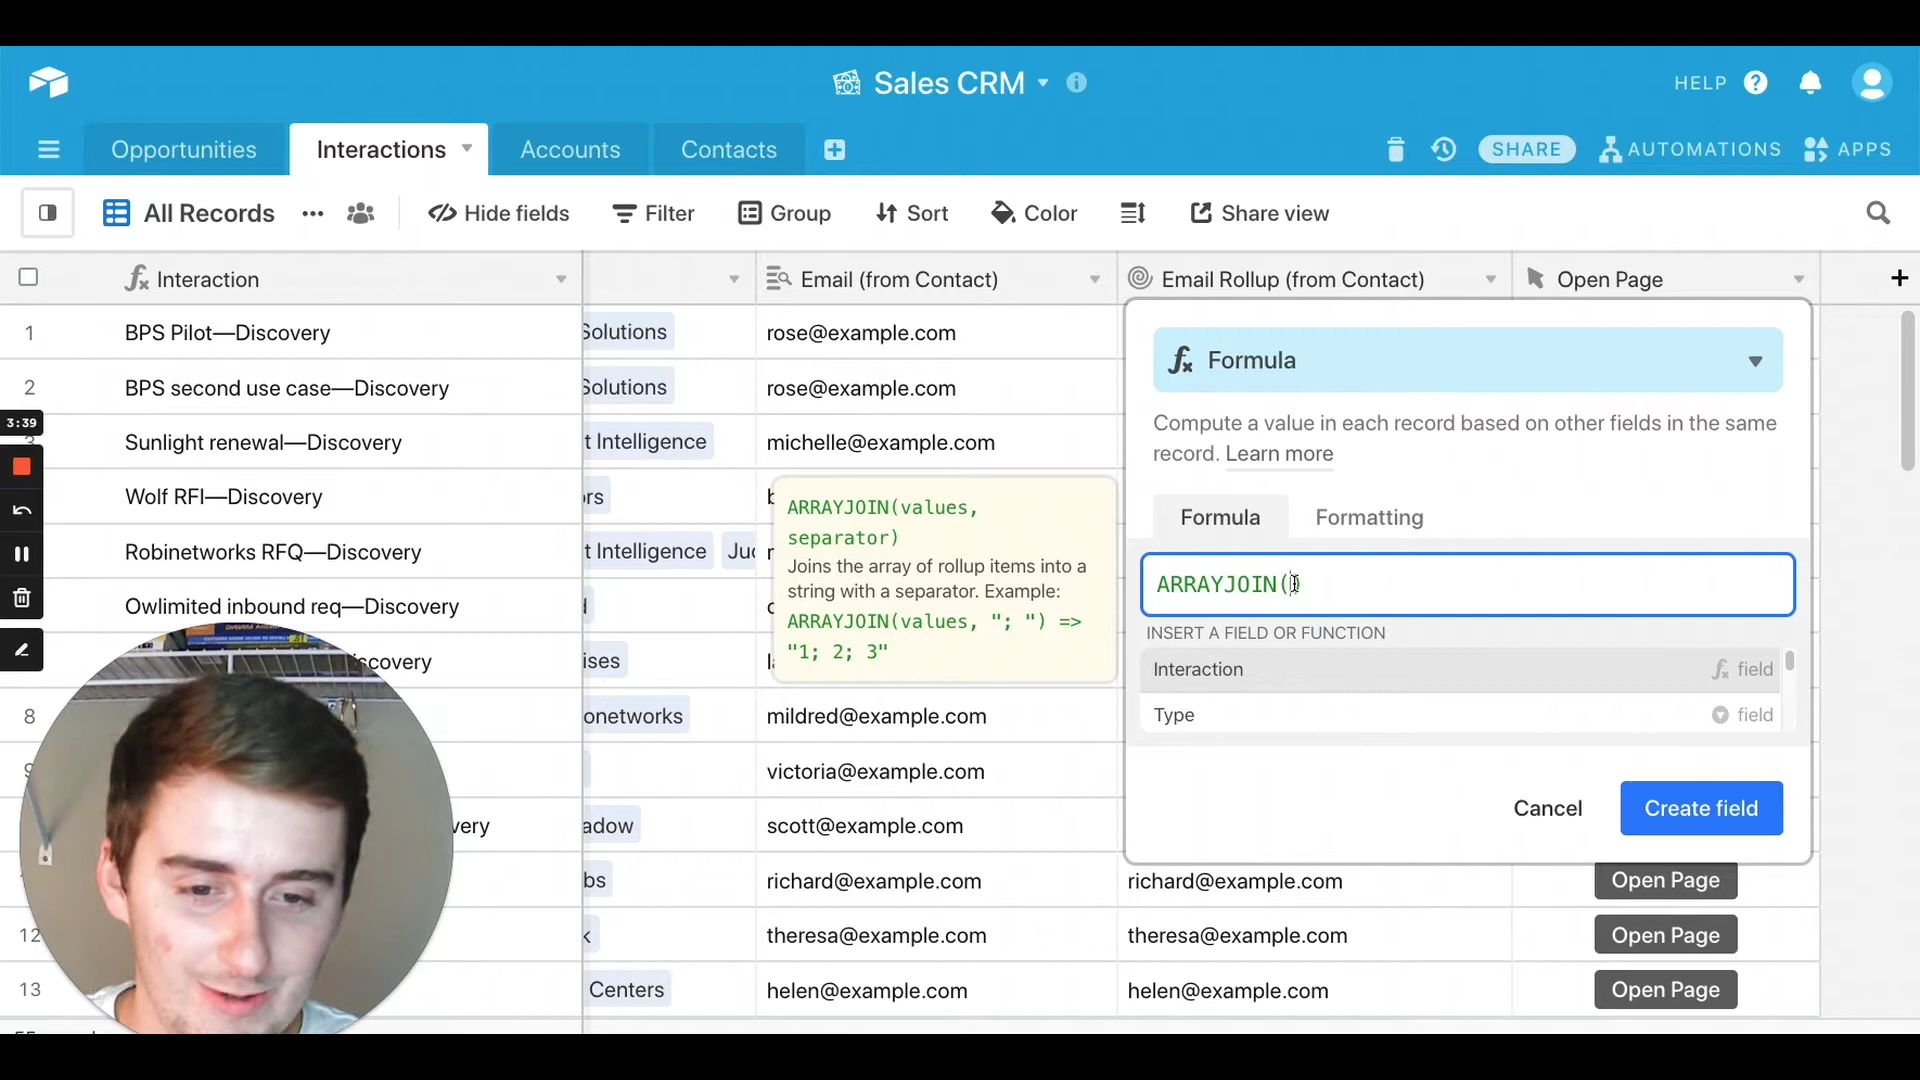 Sales CRM
HELP
Opportunities
Interactions
Accounts
Contacts
SHARE
AUTOMATIONS
APPS
All Records
Hide fields
Filter
Group
Sort
Color
Share view
Interaction
Email (from Contact)
Email Rollup (from Contact)
Open Page
1 BPS Pilot—Discovery Solutions rose@example.com
2 BPS second use case—Discovery Solutions rose@example.com
3:39
Sunlight renewal—Discovery t Intelligence michelle@example.com
Wolf RFI—Discovery
Robinetworks RFQ—Discovery t Intelligence
Owlimited inbound req—Discovery
scovery ises
8 onetworks mildred@example.com
victoria@example.com
very adow scott@example.com
bs richard@example.com richard@example.com Open Page
12 k theresa@example.com theresa@example.com Open Page
13 Centers helen@example.com helen@example.com Open Page
ARRAYJOIN(values,
separator)
Joins the array of rollup items into a
string with a separator. Example:
ARRAYJOIN(values, "; ") =>
"1; 2; 3"
Formula
Compute a value in each record based on other fields in the same
record. Learn more
Formula
Formatting
ARRAYJOIN()
INSERT A FIELD OR FUNCTION
Interaction field
Type field
Cancel
Create field